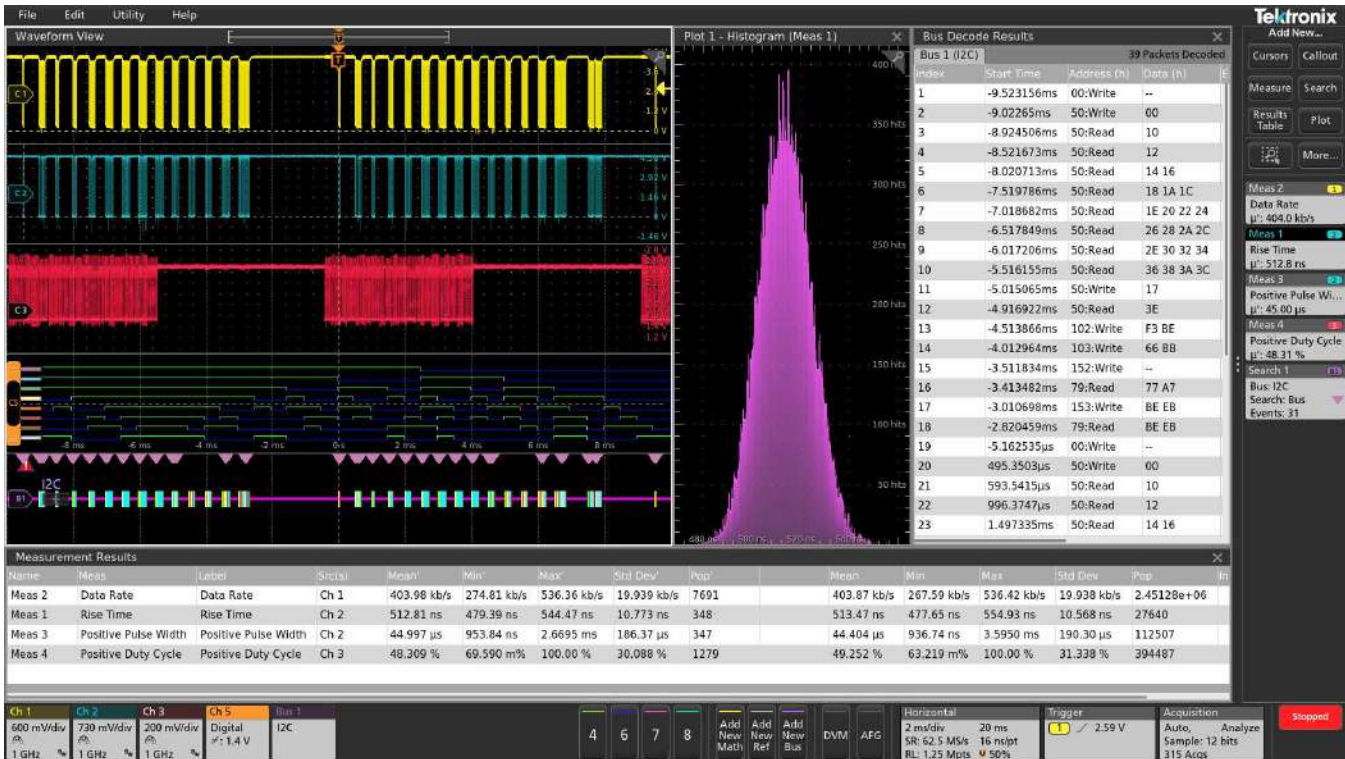 File Edit Utility Help
Tektronix
Add New...
Waveform View
Plot 1 - Histogram (Meas 1)
Bus Decode Results
Cursors Callout
Measure Search
Results Table Plot
More...
C1
1.2 V
0 V
C2
2.92 V
1.46 V
-1.46 V
C3
1.2 V
-8 ms -6 ms -4 ms -2 ms 0 s 2 ms 4 ms 6 ms 8 ms
I2C
B1
350 hits
300 hits
250 hits
200 hits
150 hits
100 hits
50 hits
Bus 1 (I2C) 39 Packets Decoded
Index Start Time Address (h) Data (h)
1 -9.523156ms 00:Write --
2 -9.02265ms 50:Write 00
3 -8.924506ms 50:Read 10
4 -8.521673ms 50:Read 12
5 -8.020713ms 50:Read 14 16
6 -7.519786ms 50:Read 18 1A 1C
7 -7.018682ms 50:Read 1E 20 22 24
8 -6.517849ms 50:Read 26 28 2A 2C
9 -6.017206ms 50:Read 2E 30 32 34
10 -5.516155ms 50:Read 36 38 3A 3C
11 -5.015065ms 50:Write 17
12 -4.916922ms 50:Read 3E
13 -4.513866ms 102:Write F3 BE
14 -4.012964ms 103:Write 66 BB
15 -3.511834ms 152:Write --
16 -3.413482ms 79:Read 77 A7
17 -3.010698ms 153:Write BE EB
18 -2.820459ms 79:Read BE EB
19 -5.162535µs 00:Write --
20 495.3503µs 50:Write 00
21 593.5415µs 50:Read 10
22 996.3747µs 50:Read 12
23 1.497335ms 50:Read 14 16
Meas 2
Data Rate
µ': 404.0 kb/s
Meas 1
Rise Time
µ': 512.8 ns
Meas 3
Positive Pulse Wi...
µ': 45.00 µs
Meas 4
Positive Duty Cycle
µ': 48.31 %
Search 1
Bus: I2C
Search: Bus
Events: 31
Measurement Results
Name Meas Label Src(s) Mean' Min' Max' Std Dev' Pop' Mean Min Max Std Dev Pop In
Meas 2 Data Rate Data Rate Ch 1 403.98 kb/s 274.81 kb/s 536.36 kb/s 19.939 kb/s 7691 403.87 kb/s 267.59 kb/s 536.42 kb/s 19.938 kb/s 2.45128e+06
Meas 1 Rise Time Rise Time Ch 2 512.81 ns 479.39 ns 544.47 ns 10.773 ns 348 513.47 ns 477.65 ns 554.93 ns 10.568 ns 27640
Meas 3 Positive Pulse Width Positive Pulse Width Ch 2 44.997 µs 953.84 ns 2.6695 ms 186.37 µs 347 44.404 µs 936.74 ns 3.5950 ms 190.30 µs 112507
Meas 4 Positive Duty Cycle Positive Duty Cycle Ch 3 48.309 % 69.590 m% 100.00 % 30.088 % 1279 49.252 % 63.219 m% 100.00 % 31.338 % 394487
Ch 1
600 mV/div
1 GHz
Ch 2
730 mV/div
1 GHz
Ch 3
200 mV/div
1 GHz
Ch 5
Digital
: 1.4 V
Bus 1
I2C
4 6 7 8
Add New Math
Add New Ref
Add New Bus
DVM AFG
Horizontal
2 ms/div 20 ms
SR: 62.5 MS/s 16 ns/pt
RL: 1.25 Mpts 50%
Trigger
1 2.59 V
Acquisition
Auto, Analyze
Sample: 12 bits
315 Acqs
Stopped